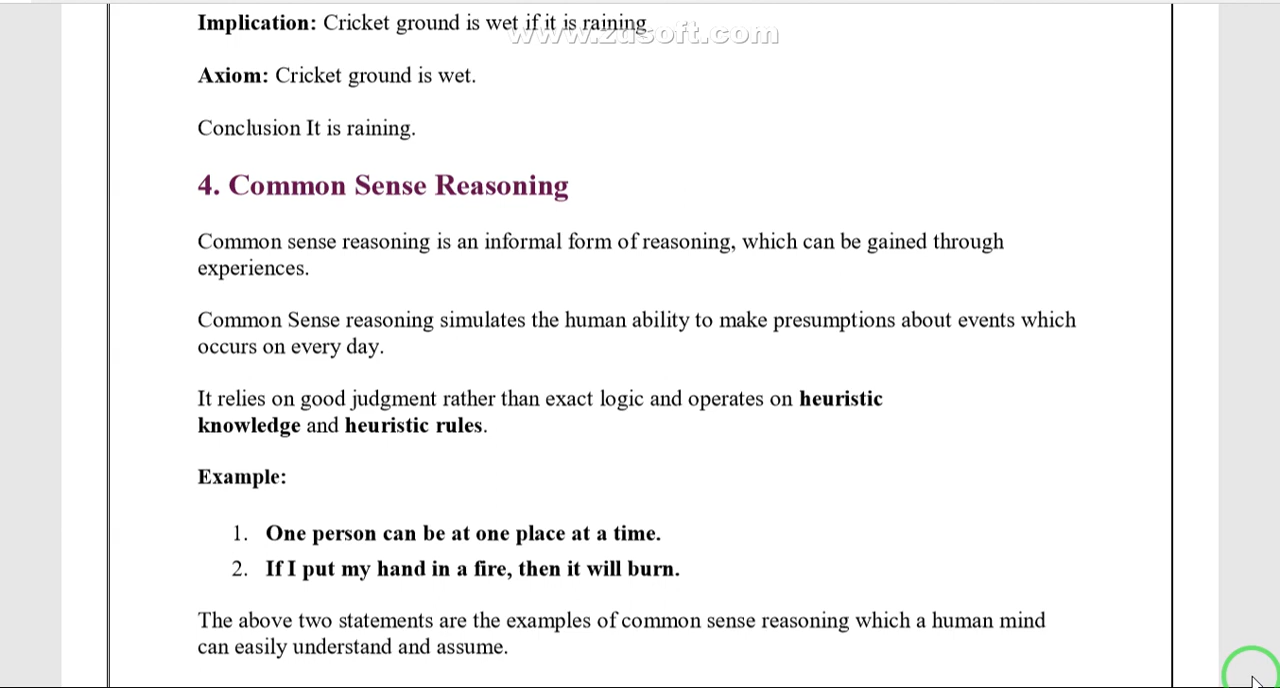 Implication: Cricket ground is wet if it is raining
www.zdsoft.com
Axiom: Cricket ground is wet.
Conclusion It is raining.
4. Common Sense Reasoning
Common sense reasoning is an informal form of reasoning, which can be gained through
experiences.
Common Sense reasoning simulates the human ability to make presumptions about events which
occurs on every day.
It relies on good judgment rather than exact logic and operates on heuristic
knowledge and heuristic rules.
Example:
1. One person can be at one place at a time.
2. If I put my hand in a fire, then it will burn.
The above two statements are the examples of common sense reasoning which a human mind
can easily understand and assume.